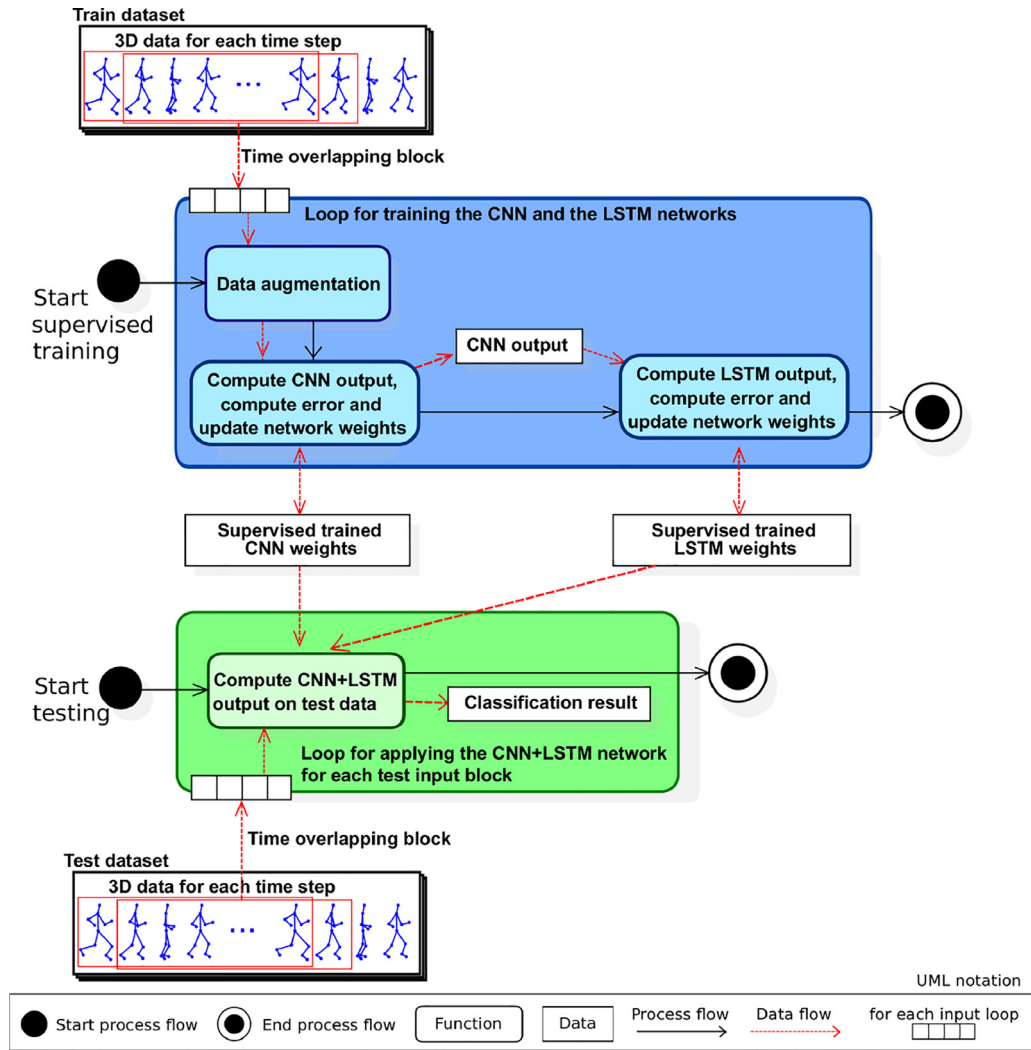 Train dataset
3D data for each time step
...
Time overlapping block
Loop for training the CNN and the LSTM networks
Data augmentation
Start
supervised
training
CNN output
Compute CNN output,
compute error and
update network weights
Compute LSTM output,
compute error and
update network weights
Supervised trained
CNN weights
Supervised trained
LSTM weights
Start
testing
Compute CNN+LSTM
output on test data
Classification result
Loop for applying the CNN+LSTM network
for each test input block
Time overlapping block
Test dataset
3D data for each time step
...
UML notation
Start process flow
End process flow
Function
Data
Process flow
Data flow
for each input loop